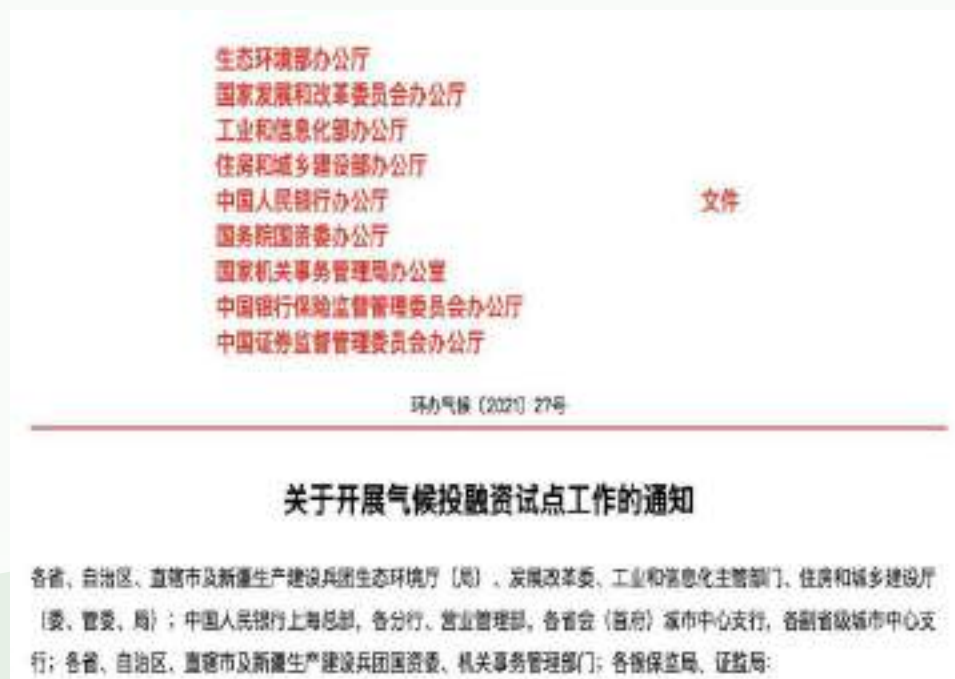 生态环境部办公厅
国家发展和改革委员会办公厅
工业和信息化部办公厅
住房和城乡建设部办公厅
中国人民银行办公厅 文件
国务院国资委办公厅
国家机关事务管理局办公室
中国银行保险监督管理委员会办公厅
中国证券监督管理委员会办公厅
环办气候〔2021〕27号
关于开展气候投融资试点工作的通知
各省、自治区、直辖市及新疆生产建设兵团生态环境厅（局）、发展改革委、工业和信息化主管部门、住房和城乡建设厅
（委、管委、局）；中国人民银行上海总部，各分行、营业管理部，各省会（首府）城市中心支行，各副省级城市中心支
行；各省、自治区、直辖市及新疆生产建设兵团国资委、机关事务管理部门；各银保监局、证监局：